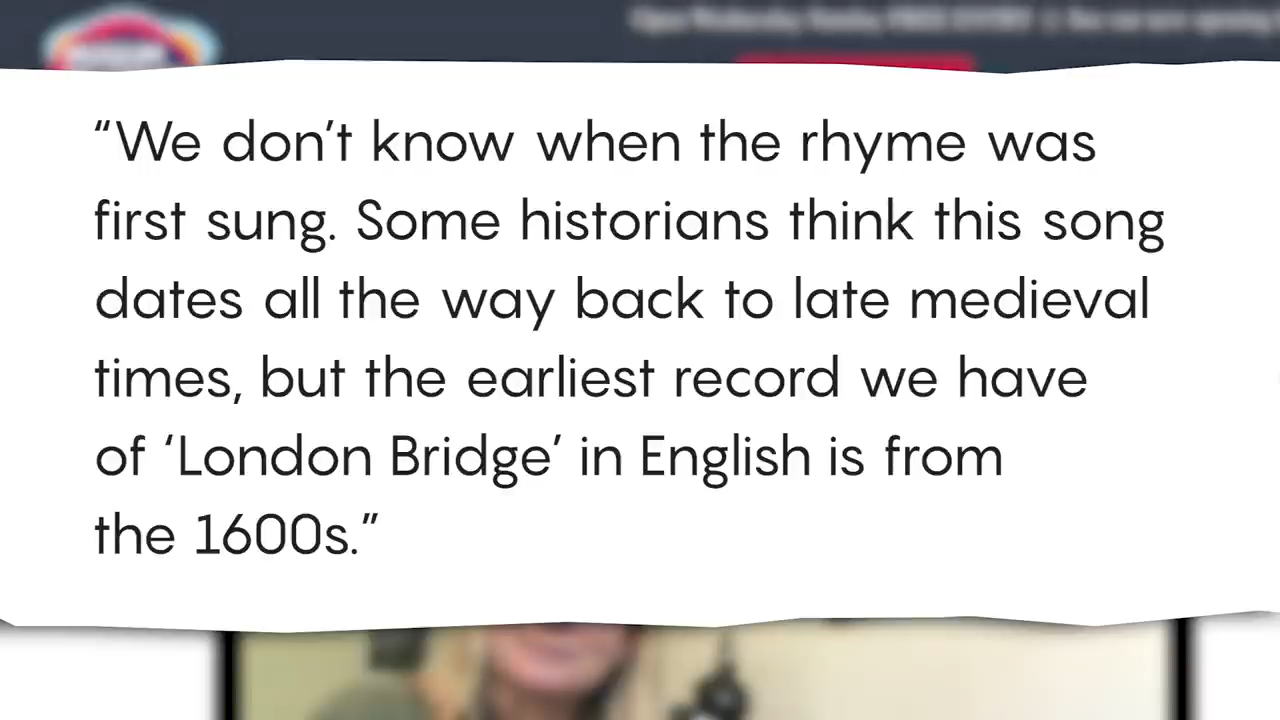 “We don’t know when the rhyme was
first sung. Some historians think this song
dates all the way back to late medieval
times, but the earliest record we have
of ‘London Bridge’ in English is from
the 1600s.”